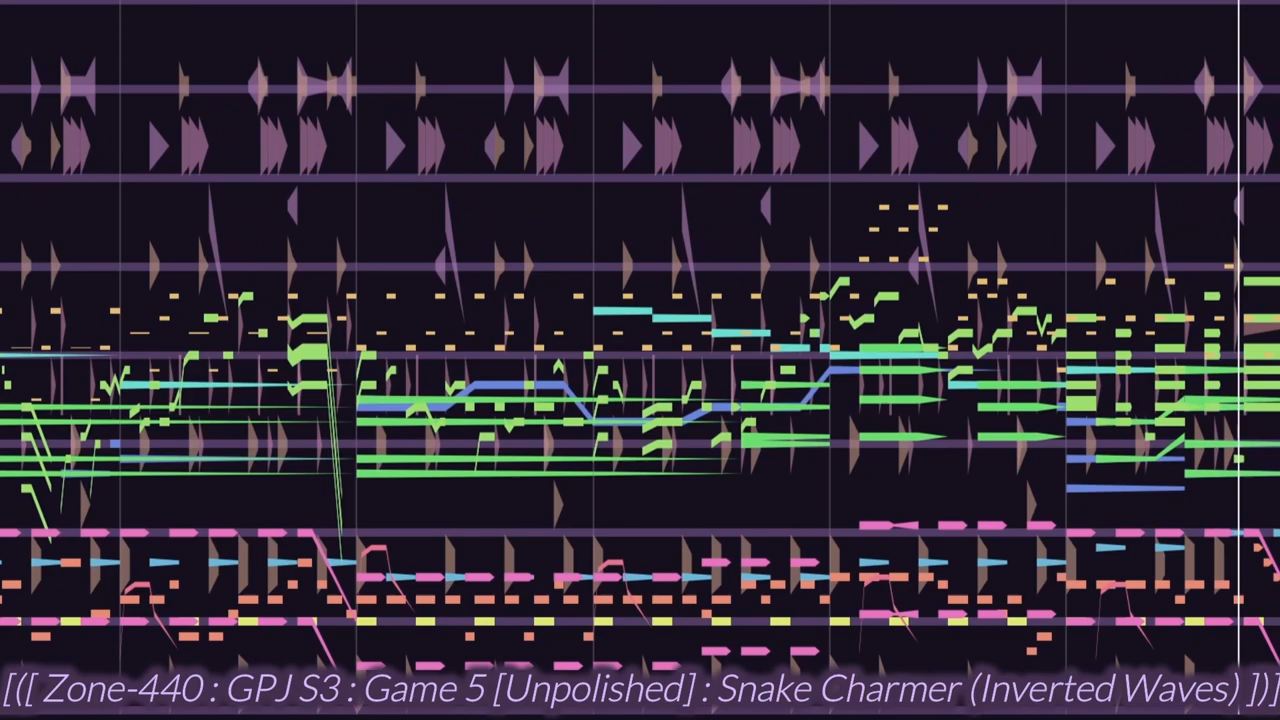 [([ Zone-440 : GPJ S3 : Game 5 [Unpolished] : Snake Charmer (Inverted Waves) ])]